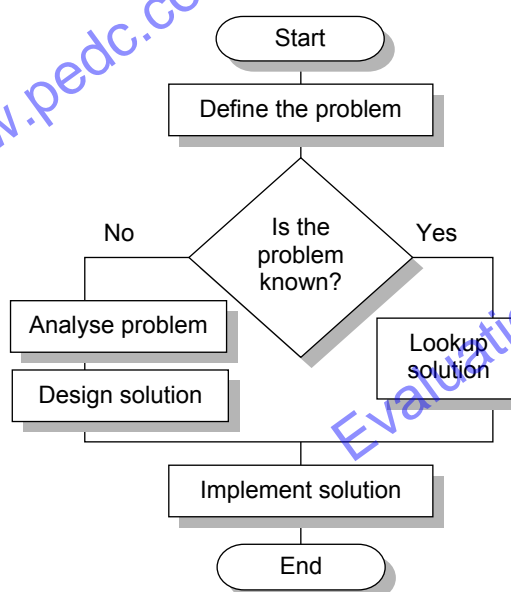 Start
Define the problem
Is the
problem
known?
No
Yes
Analyse problem
Design solution
Lookup
solution
Implement solution
End